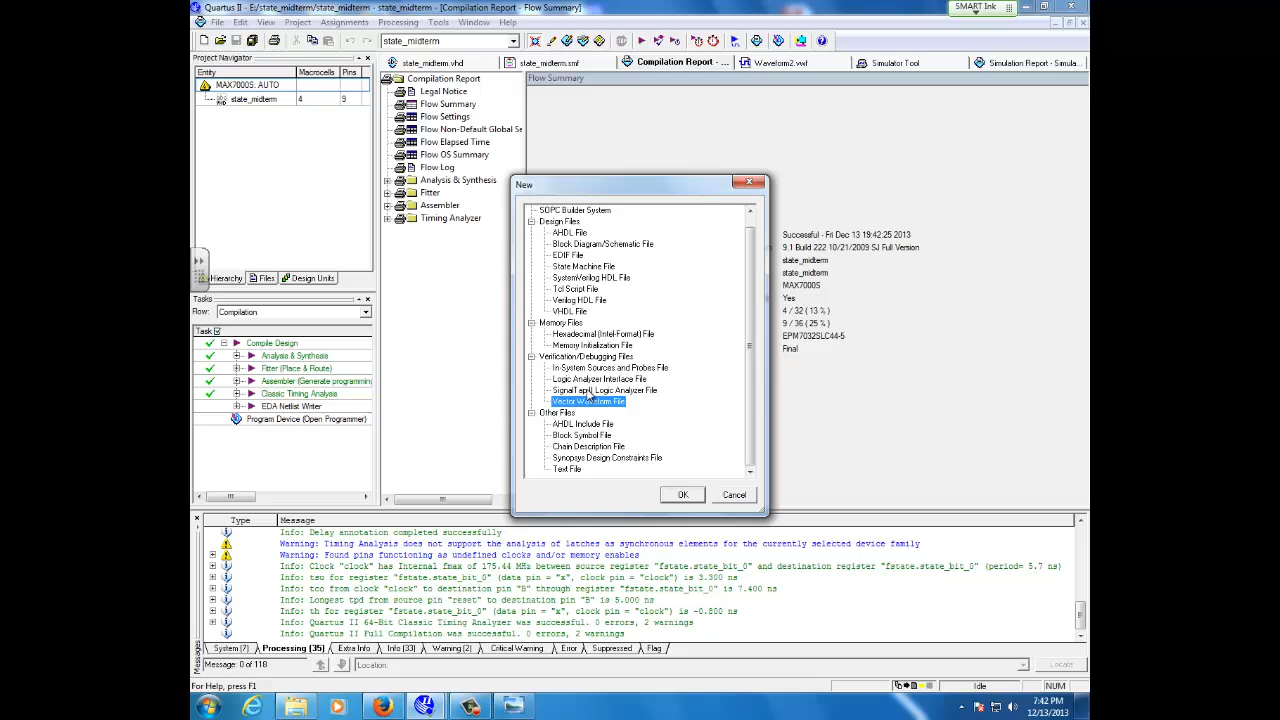 Quartus II - E:/state_midterm/state_midterm - state_midterm - [Compilation Report - Flow Summary]
SMART Ink
File Edit View Project Assignments Processing Tools Window Help
state_midterm
Project Navigator
state_midterm.vhd
state_midterm.smf
Compilation Report - ...
Waveform2.vwf
Simulator Tool
Simulation Report - Simula...
Entity Macrocells Pins
MAX7000S: AUTO
state_midterm 4 9
Hierarchy Files Design Units
Compilation Report
Legal Notice
Flow Summary
Flow Settings
Flow Non-Default Global Se
Flow Elapsed Time
Flow OS Summary
Flow Log
Analysis & Synthesis
Fitter
Assembler
Timing Analyzer
Flow Summary
Successful - Fri Dec 13 19:42:25 2013
9.1 Build 222 10/21/2009 SJ Full Version
state_midterm
state_midterm
MAX7000S
Yes
4 / 32 ( 13 % )
9 / 36 ( 25 % )
EPM7032SLC44-5
Final
New
SOPC Builder System
Design Files
AHDL File
Block Diagram/Schematic File
EDIF File
State Machine File
SystemVerilog HDL File
Tcl Script File
Verilog HDL File
VHDL File
Memory Files
Hexadecimal (Intel-Format) File
Memory Initialization File
Verification/Debugging Files
In-System Sources and Probes File
Logic Analyzer Interface File
SignalTap II Logic Analyzer File
Vector Waveform File
Other Files
AHDL Include File
Block Symbol File
Chain Description File
Synopsys Design Constraints File
Text File
OK Cancel
Tasks
Flow: Compilation
Task
Compile Design
Analysis & Synthesis
Fitter (Place & Route)
Assembler (Generate programmin
Classic Timing Analysis
EDA Netlist Writer
Program Device (Open Programmer)
Type Message
Info: Delay annotation completed successfully
Warning: Timing Analysis does not support the analysis of latches as synchronous elements for the currently selected device family
Warning: Found pins functioning as undefined clocks and/or memory enables
Info: Clock "clock" has Internal fmax of 175.44 MHz between source register "fstate.state_bit_0" and destination register "fstate.state_bit_0" (period= 5.7 ns)
Info: tsu for register "fstate.state_bit_0" (data pin = "x", clock pin = "clock") is 3.300 ns
Info: tco from clock "clock" to destination pin "B" through register "fstate.state_bit_0" is 7.400 ns
Info: Longest tpd from source pin "reset" to destination pin "B" is 5.000 ns
Info: th for register "fstate.state_bit_0" (data pin = "x", clock pin = "clock") is -0.800 ns
Info: Quartus II 64-Bit Classic Timing Analyzer was successful. 0 errors, 2 warnings
Info: Quartus II Full Compilation was successful. 0 errors, 2 warnings
System (7) Processing (35) Extra Info Info (33) Warning (2) Critical Warning Error Suppressed Flag
Messages
Message: 0 of 118
Location:
Locate
For Help, press F1
Idle
NUM
7:42 PM
12/13/2013